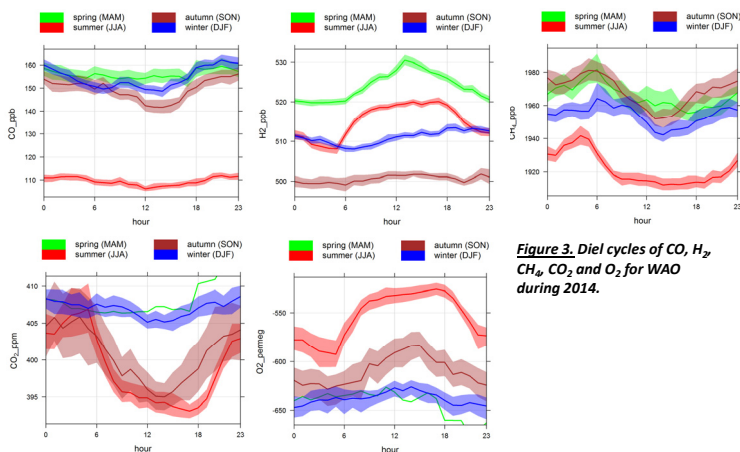 spring (MAM) autumn (SON)
summer (JJA) winter (DJF)
CO_ppb
160
150
140
130
120
110
0 6 12 18 23
hour
spring (MAM) autumn (SON)
summer (JJA) winter (DJF)
H2_ppb
530
520
510
500
0 6 12 18 23
hour
spring (MAM) autumn (SON)
summer (JJA) winter (DJF)
CH4_ppb
1980
1960
1940
1920
0 6 12 18 23
hour
spring (MAM) autumn (SON)
summer (JJA) winter (DJF)
CO2_ppm
410
405
400
395
0 6 12 18 23
hour
spring (MAM) autumn (SON)
summer (JJA) winter (DJF)
O2_permeg
-550
-600
-650
0 6 12 18 23
hour
Figure 3. Diel cycles of CO, H2,
CH4, CO2 and O2 for WAO
during 2014.